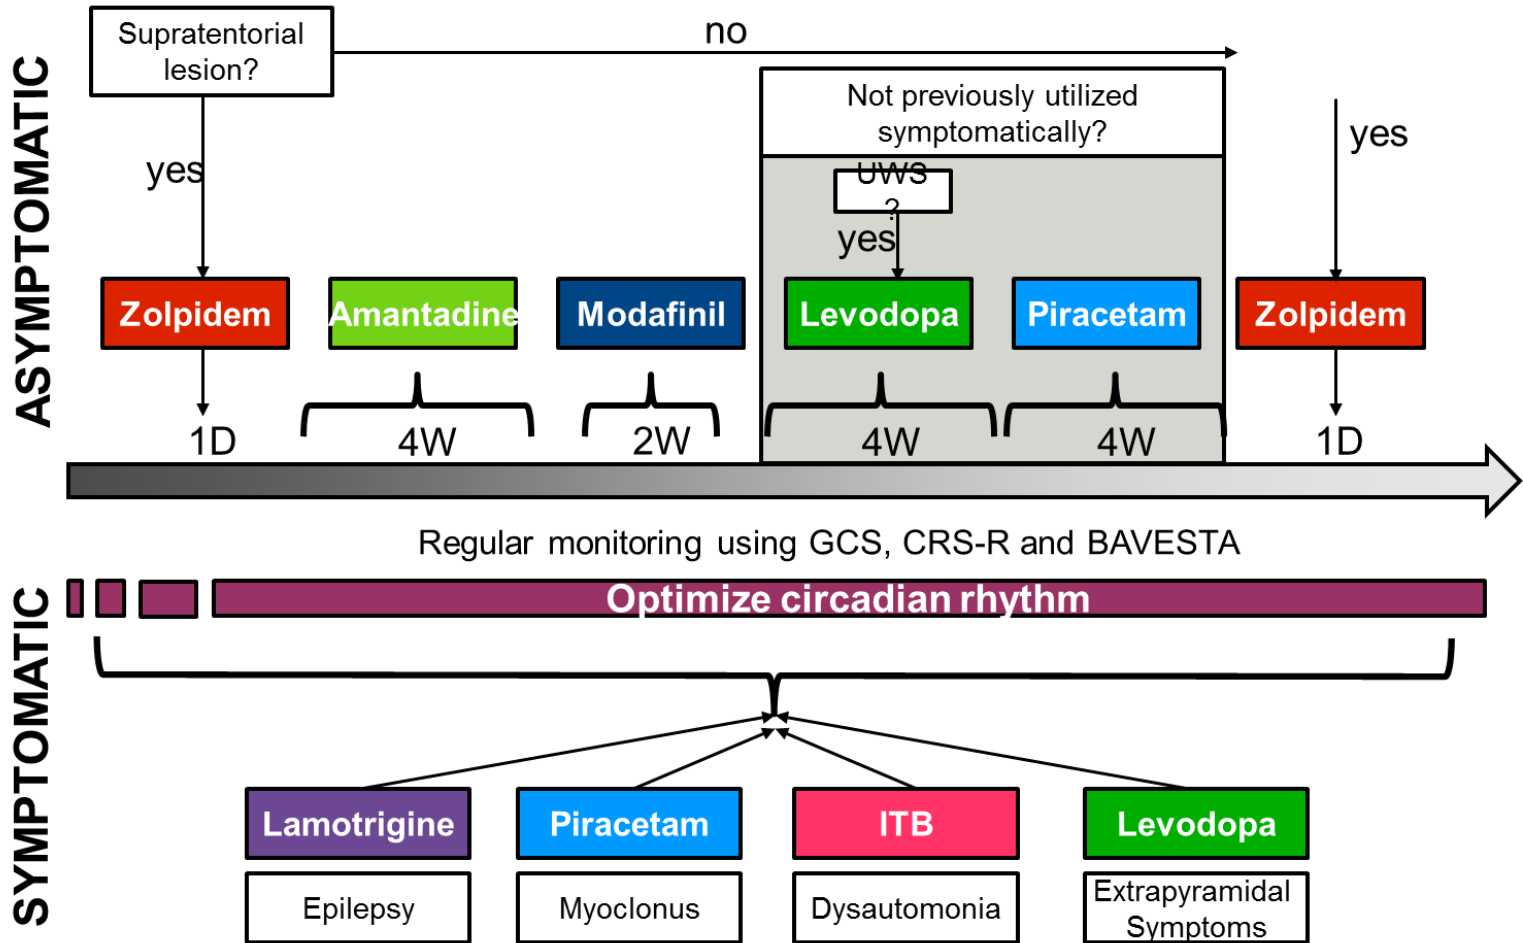 ASYMPTOMATIC
Supratentorial
lesion?
no
Not previously utilized
symptomatically?
yes
UWS
?
yes
yes
Zolpidem
Amantadine
Modafinil
Levodopa
Piracetam
Zolpidem
1D
4W
2W
4W
4W
1D
Regular monitoring using GCS, CRS-R and BAVESTA
SYMPTOMATIC
Optimize circadian rhythm
Lamotrigine
Piracetam
ITB
Levodopa
Epilepsy
Myoclonus
Dysautomonia
Extrapyramidal
Symptoms